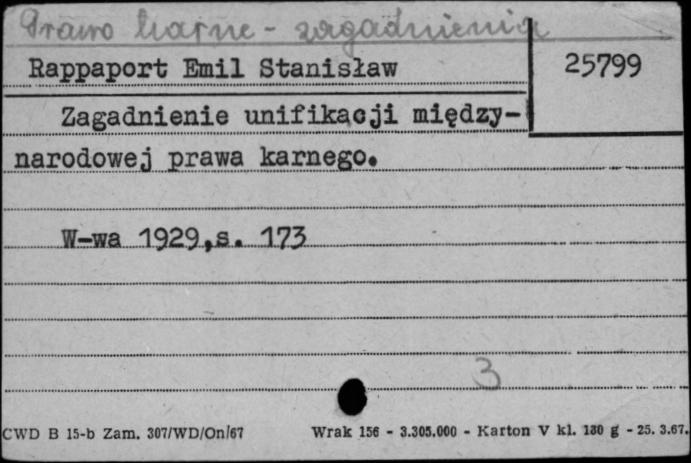 Prawo karne - zagadnienia
Rappaport Emil Stanisław
25799
Zagadnienie unifikacji między-
narodowej prawa karnego.
W-wa 1929,s. 173
3
CWD B 15-b Zam. 307/WD/On/67
Wrak 156 - 3.305.000 - Karton V kl. 180 g - 25. 3.67.